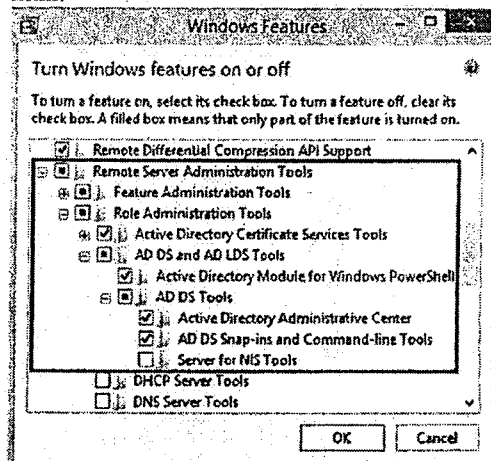 Windows Features
Turn Windows features on or off
To turn a feature on, select its check box. To turn a feature off, clear its
check box. A filled box means that only part of the feature is turned on.
Remote Differential Compression API Support
Remote Server Administration Tools
Feature Administration Tools
Role Administration Tools
Active Directory Certificate Services Tools
AD DS and AD LDS Tools
Active Directory Module for Windows PowerShell
AD DS Tools
Active Directory Administrative Center
AD DS Snap-ins and Command-line Tools
Server for NIS Tools
DHCP Server Tools
DNS Server Tools
OK Cancel